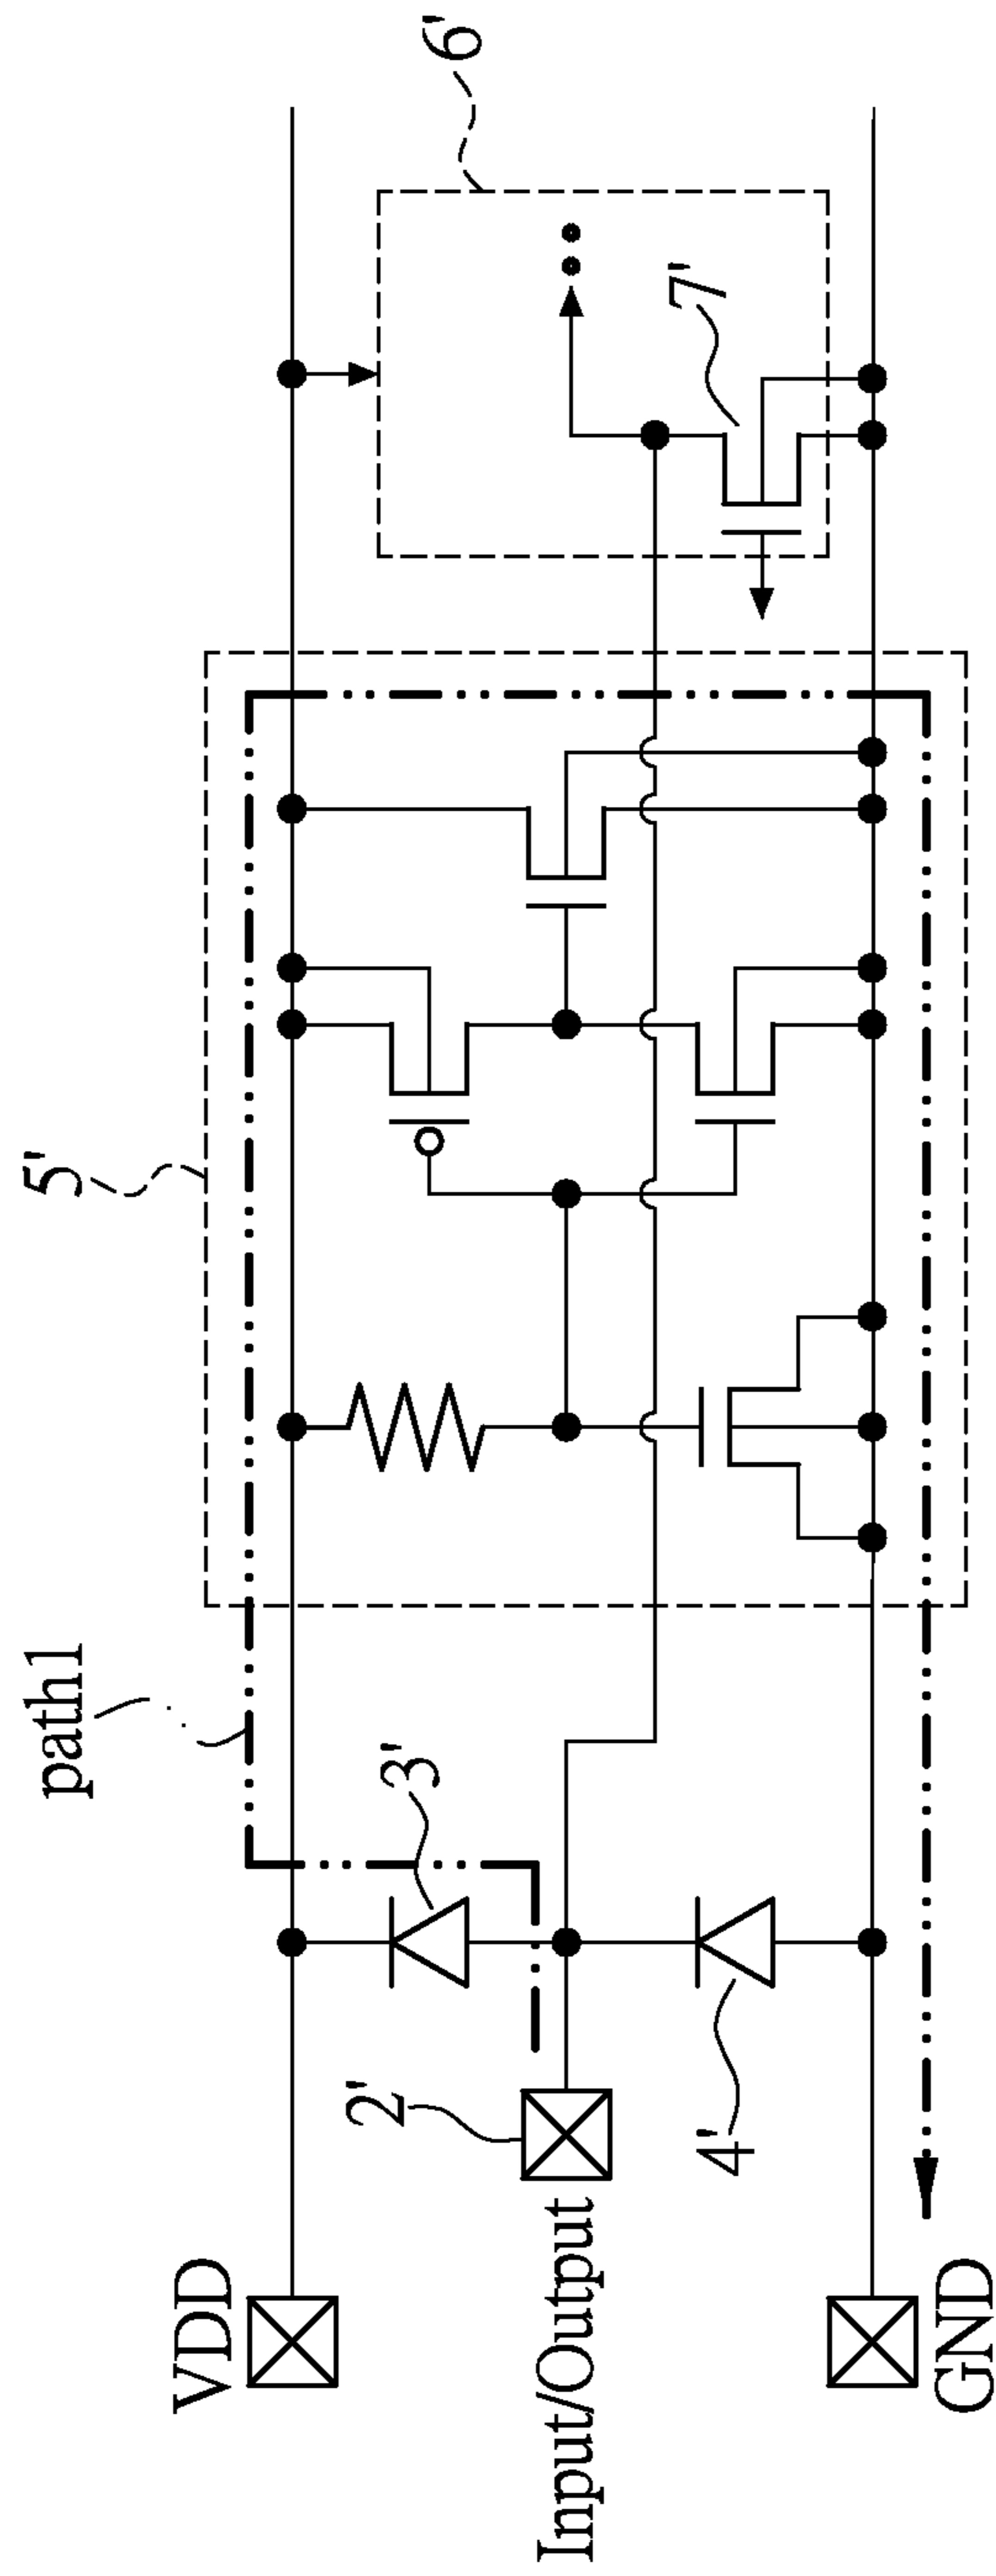 VDD
Input/Output
GND
2'
3'
4'
path1
5'
6'
7'